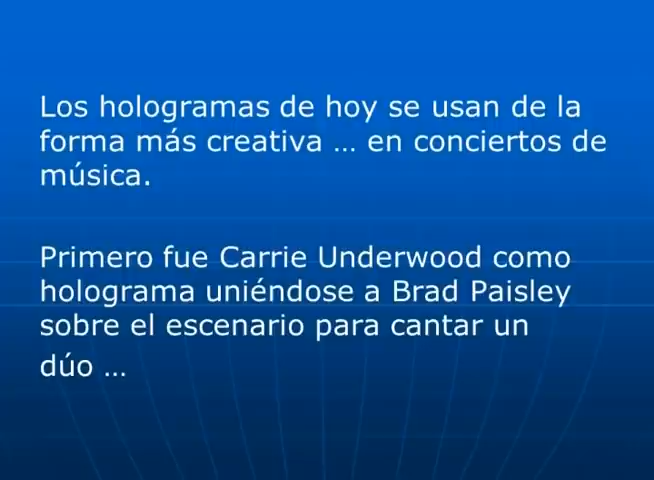 Los hologramas de hoy se usan de la
forma más creativa … en conciertos de
música.
Primero fue Carrie Underwood como
holograma uniéndose a Brad Paisley
sobre el escenario para cantar un
dúo …